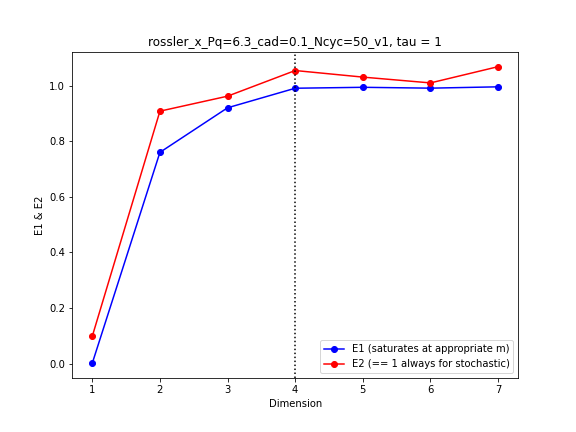 rossler_x_Pq=6.3_cad=0.1_Ncyc=50_v1, tau = 1
1.0
0.8
0.6
0.4
0.2
0.0
E1 & E2
E1 (saturates at appropriate m)
E2 (== 1 always for stochastic)
1 2 3 4 5 6 7
Dimension